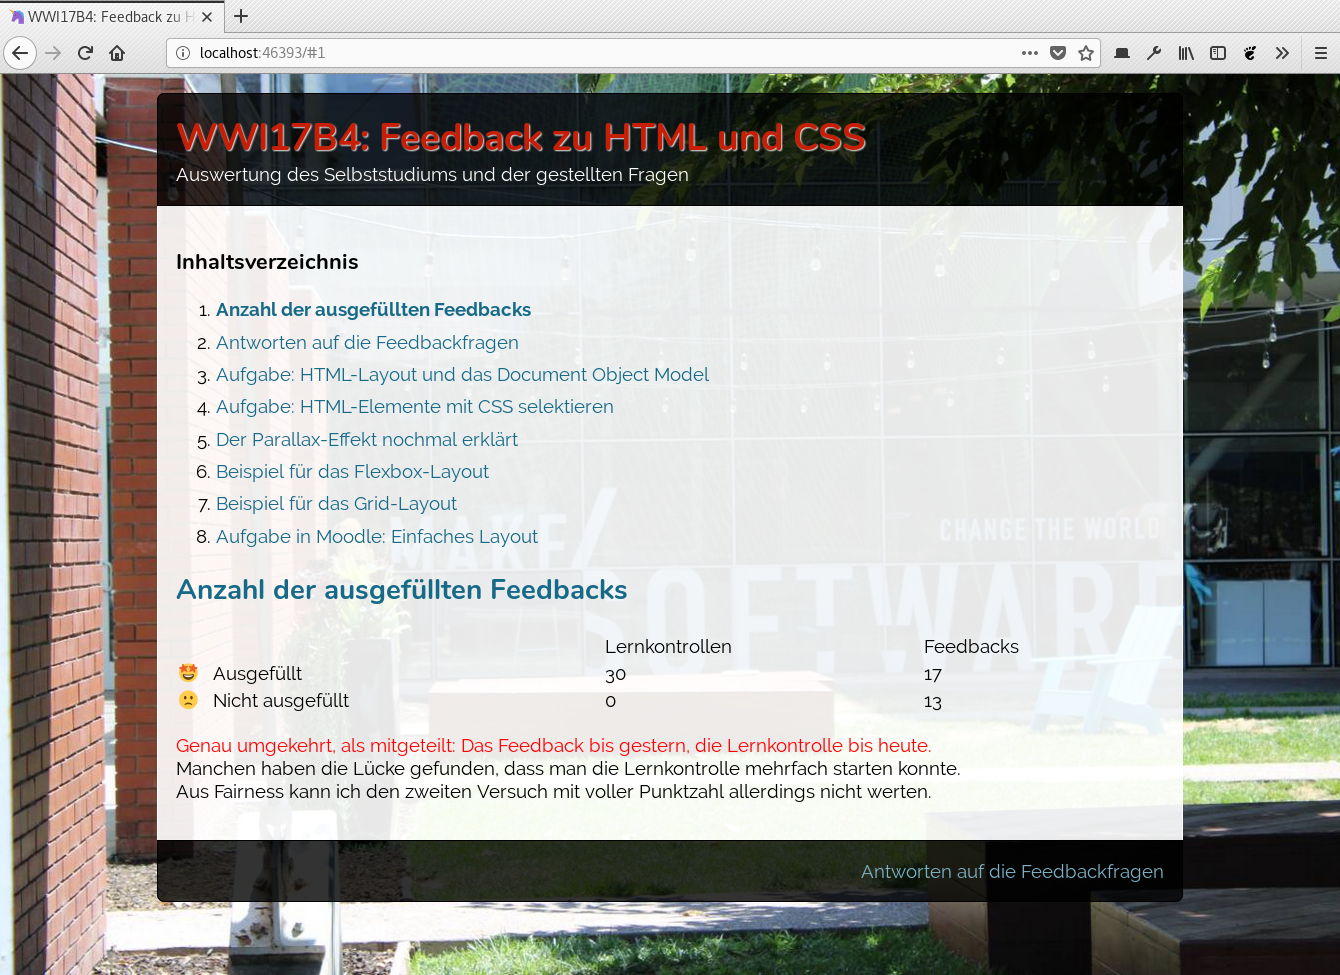 WWI17B4: Feedback zu H
localhost:46393/#1
WWI17B4: Feedback zu HTML und CSS
Auswertung des Selbststudiums und der gestellten Fragen
Inhaltsverzeichnis
1. Anzahl der ausgefüllten Feedbacks
2. Antworten auf die Feedbackfragen
3. Aufgabe: HTML-Layout und das Document Object Model
4. Aufgabe: HTML-Elemente mit CSS selektieren
5. Der Parallax-Effekt nochmal erklärt
6. Beispiel für das Flexbox-Layout
7. Beispiel für das Grid-Layout
8. Aufgabe in Moodle: Einfaches Layout
MAKE/
CHANGE THE WORLD
SOFTWARE
Anzahl der ausgefüllten Feedbacks
Lernkontrollen Feedbacks
Ausgefüllt 30 17
Nicht ausgefüllt 0 13
Genau umgekehrt, als mitgeteilt: Das Feedback bis gestern, die Lernkontrolle bis heute.
Manchen haben die Lücke gefunden, dass man die Lernkontrolle mehrfach starten konnte.
Aus Fairness kann ich den zweiten Versuch mit voller Punktzahl allerdings nicht werten.
Antworten auf die Feedbackfragen